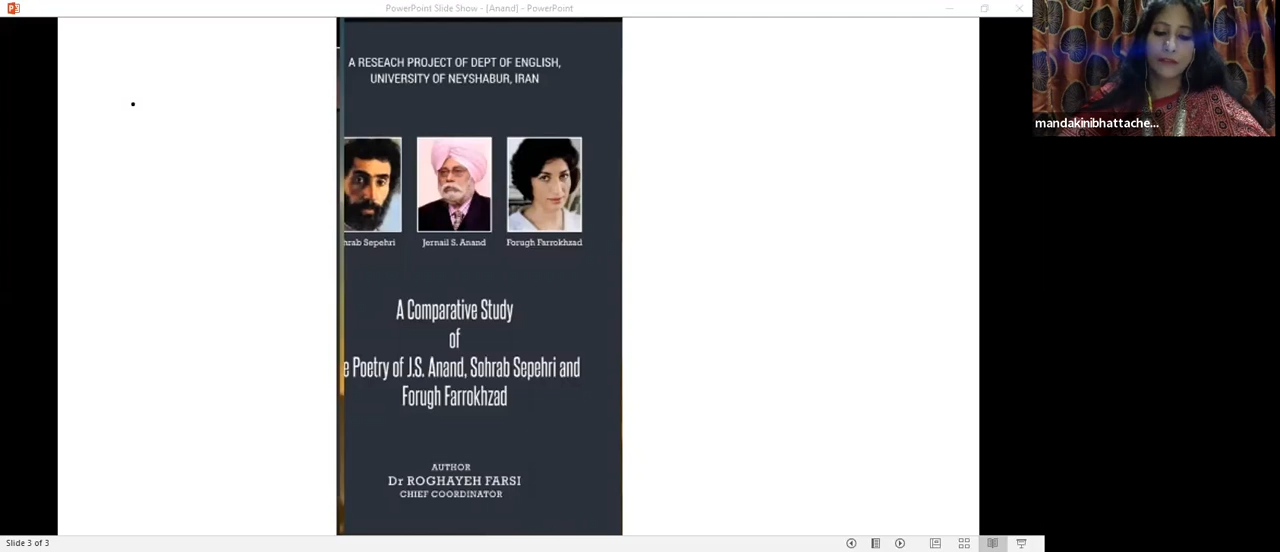 PowerPoint Slide Show - [Anand] - PowerPoint
mandakinibhattache...
A RESEACH PROJECT OF DEPT OF ENGLISH,
UNIVERSITY OF NEYSHABUR, IRAN
hrab Sepehri
Jernail S. Anand
Forugh Farrokhzad
A Comparative Study
of
e Poetry of J.S. Anand, Sohrab Sepehri and
Forugh Farrokhzad
AUTHOR
Dr ROGHAYEH FARSI
CHIEF COORDINATOR
Slide 3 of 3